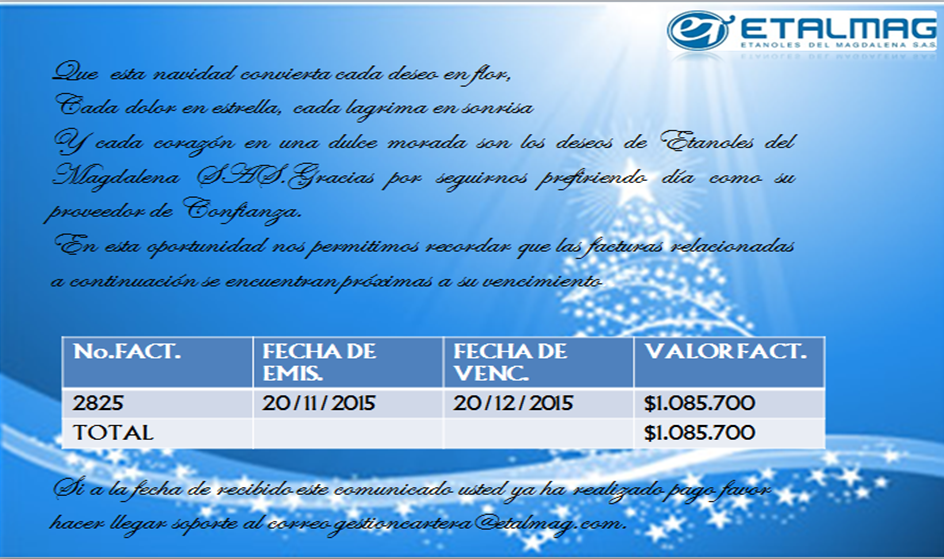 ETALMAG
ETANOLES DEL MAGDALENA S.A.S.
Que esta navidad convierta cada deseo en flor,
Cada dolor en estrella, cada lagrima en sonrisa
Y cada corazón en una dulce morada son los deseos de Etanoles del
Magdalena SAS.Gracias por seguirnos prefiriendo día como su
proveedor de Confianza.
En esta oportunidad nos permitimos recordar que las facturas relacionadas
a continuación se encuentran próximas a su vencimiento
No.FACT. FECHA DE EMIS. FECHA DE VENC. VALOR FACT.
2825 20/11/2015 20/12/2015 $1.085.700
TOTAL $1.085.700
Si a la fecha de recibido este comunicado usted ya ha realizado pago favor
hacer llegar soporte al correo gestioncartera@etalmag.com.